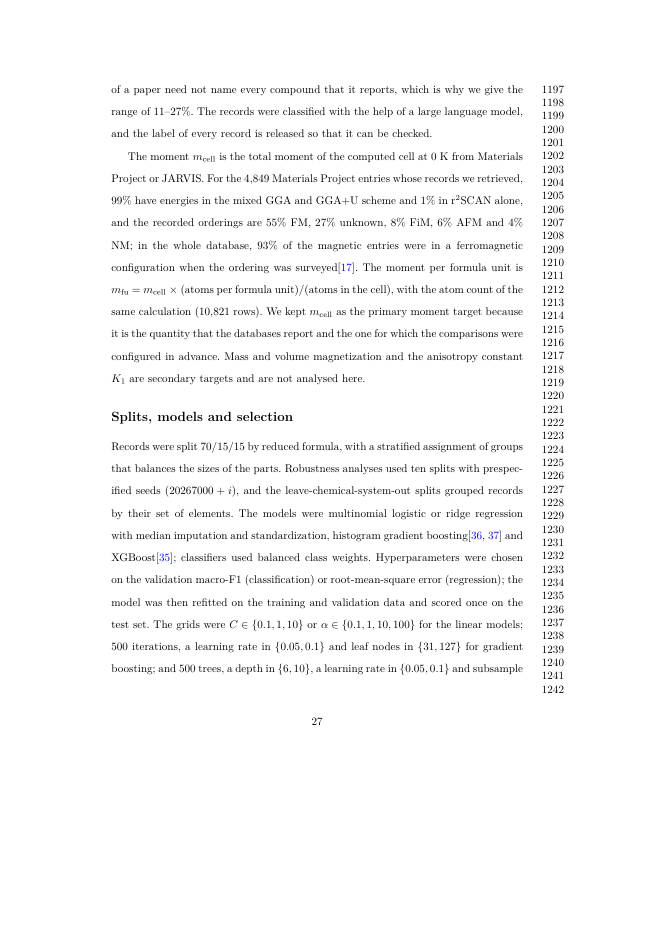 of a paper need not name every compound that it reports, which is why we give the
range of 11–27%. The records were classified with the help of a large language model,
and the label of every record is released so that it can be checked.
The moment m_cell is the total moment of the computed cell at 0 K from Materials
Project or JARVIS. For the 4,849 Materials Project entries whose records we retrieved,
99% have energies in the mixed GGA and GGA+U scheme and 1% in r²SCAN alone,
and the recorded orderings are 55% FM, 27% unknown, 8% FiM, 6% AFM and 4%
NM; in the whole database, 93% of the magnetic entries were in a ferromagnetic
configuration when the ordering was surveyed[17]. The moment per formula unit is
m_fu = m_cell × (atoms per formula unit)/(atoms in the cell), with the atom count of the
same calculation (10,821 rows). We kept m_cell as the primary moment target because
it is the quantity that the databases report and the one for which the comparisons were
configured in advance. Mass and volume magnetization and the anisotropy constant
K₁ are secondary targets and are not analysed here.
Splits, models and selection
Records were split 70/15/15 by reduced formula, with a stratified assignment of groups
that balances the sizes of the parts. Robustness analyses used ten splits with prespec-
ified seeds (20267000 + i), and the leave-chemical-system-out splits grouped records
by their set of elements. The models were multinomial logistic or ridge regression
with median imputation and standardization, histogram gradient boosting[36, 37] and
XGBoost[35]; classifiers used balanced class weights. Hyperparameters were chosen
on the validation macro-F1 (classification) or root-mean-square error (regression); the
model was then refitted on the training and validation data and scored once on the
test set. The grids were C ∈ {0.1, 1, 10} or α ∈ {0.1, 1, 10, 100} for the linear models;
500 iterations, a learning rate in {0.05, 0.1} and leaf nodes in {31, 127} for gradient
boosting; and 500 trees, a depth in {6, 10}, a learning rate in {0.05, 0.1} and subsample
27
1197
1198
1199
1200
1201
1202
1203
1204
1205
1206
1207
1208
1209
1210
1211
1212
1213
1214
1215
1216
1217
1218
1219
1220
1221
1222
1223
1224
1225
1226
1227
1228
1229
1230
1231
1232
1233
1234
1235
1236
1237
1238
1239
1240
1241
1242